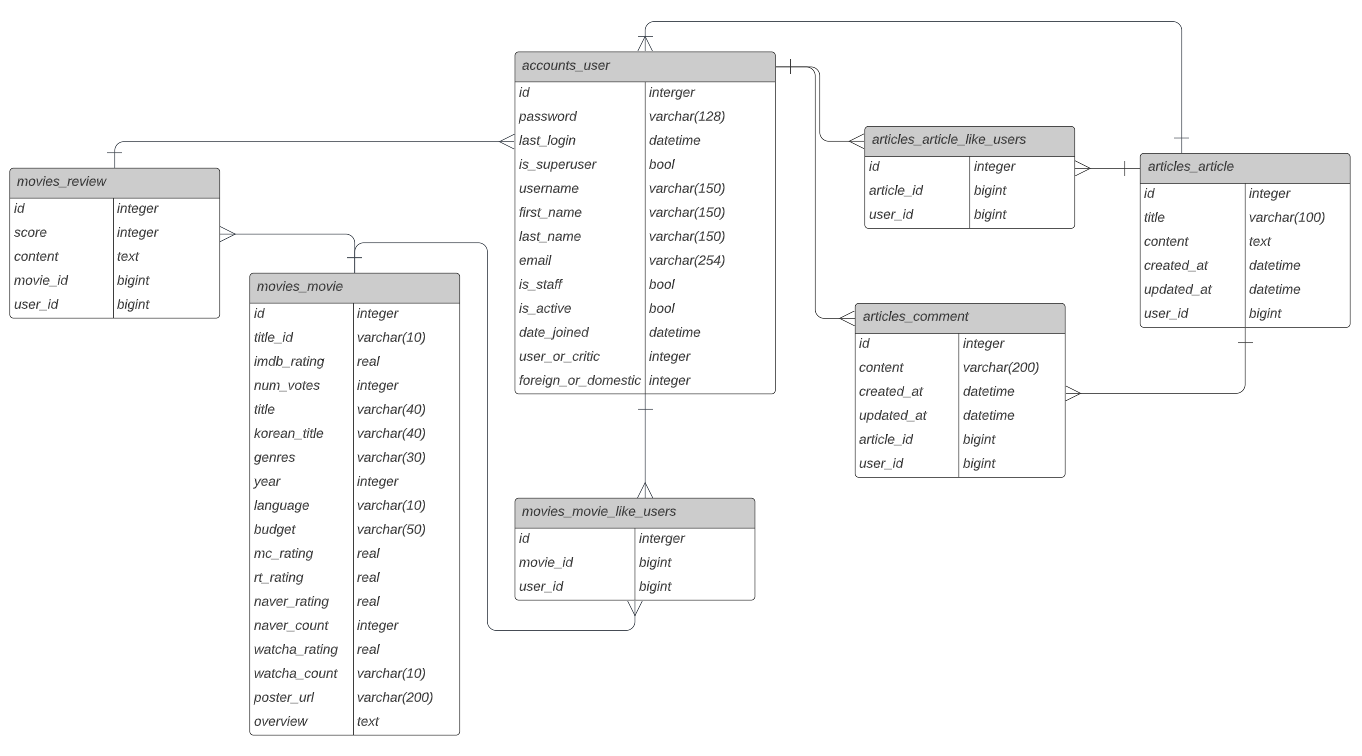 accounts_user
id interger
password varchar(128)
last_login datetime
is_superuser bool
username varchar(150)
first_name varchar(150)
last_name varchar(150)
email varchar(254)
is_staff bool
is_active bool
date_joined datetime
user_or_critic integer
foreign_or_domestic integer
articles_article_like_users
id integer
article_id bigint
user_id bigint
articles_article
id integer
title varchar(100)
content text
created_at datetime
updated_at datetime
user_id bigint
movies_review
id integer
score integer
content text
movie_id bigint
user_id bigint
movies_movie
id integer
title_id varchar(10)
imdb_rating real
num_votes integer
title varchar(40)
korean_title varchar(40)
genres varchar(30)
year integer
language varchar(10)
budget varchar(50)
mc_rating real
rt_rating real
naver_rating real
naver_count integer
watcha_rating real
watcha_count varchar(10)
poster_url varchar(200)
overview text
articles_comment
id integer
content varchar(200)
created_at datetime
updated_at datetime
article_id bigint
user_id bigint
movies_movie_like_users
id interger
movie_id bigint
user_id bigint